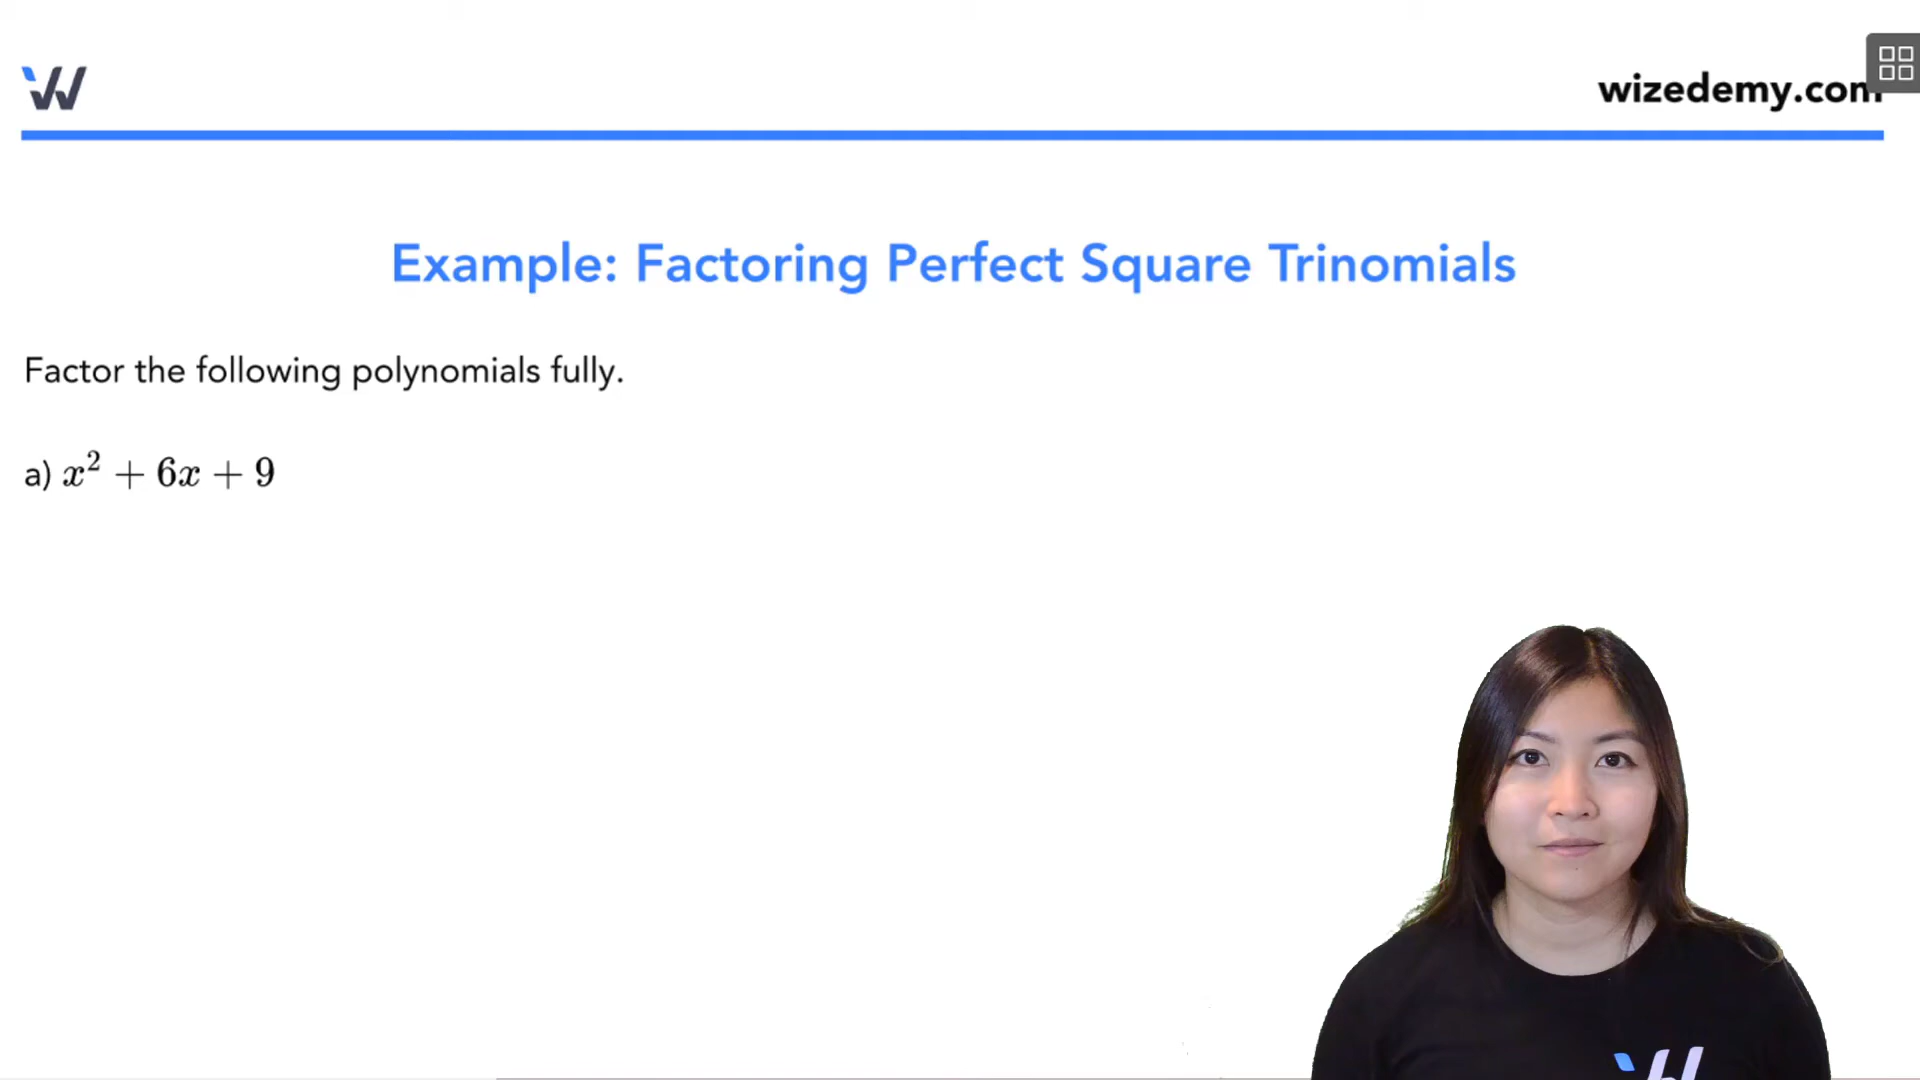 W
wizedemy.com
Example: Factoring Perfect Square Trinomials
Factor the following polynomials fully.
a) x² + 6x + 9